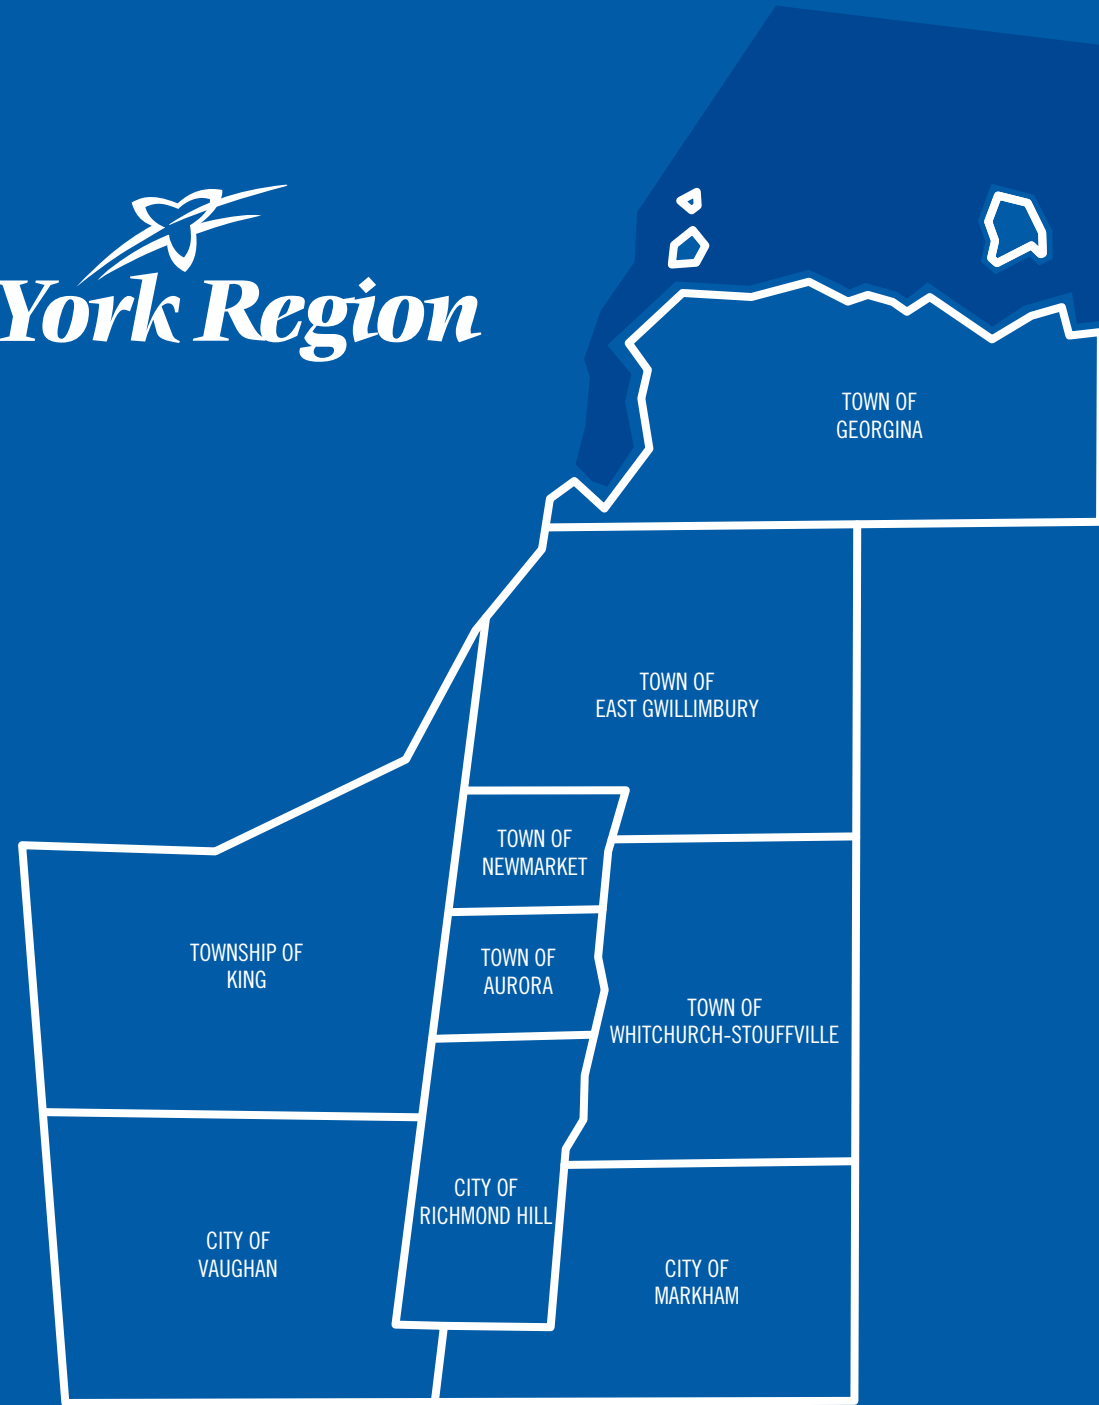 York Region
TOWN OF
GEORGINA
TOWN OF
EAST GWILLIMBURY
TOWN OF
NEWMARKET
TOWNSHIP OF
KING
TOWN OF
AURORA
TOWN OF
WHITCHURCH-STOUFFVILLE
CITY OF
RICHMOND HILL
CITY OF
VAUGHAN
CITY OF
MARKHAM